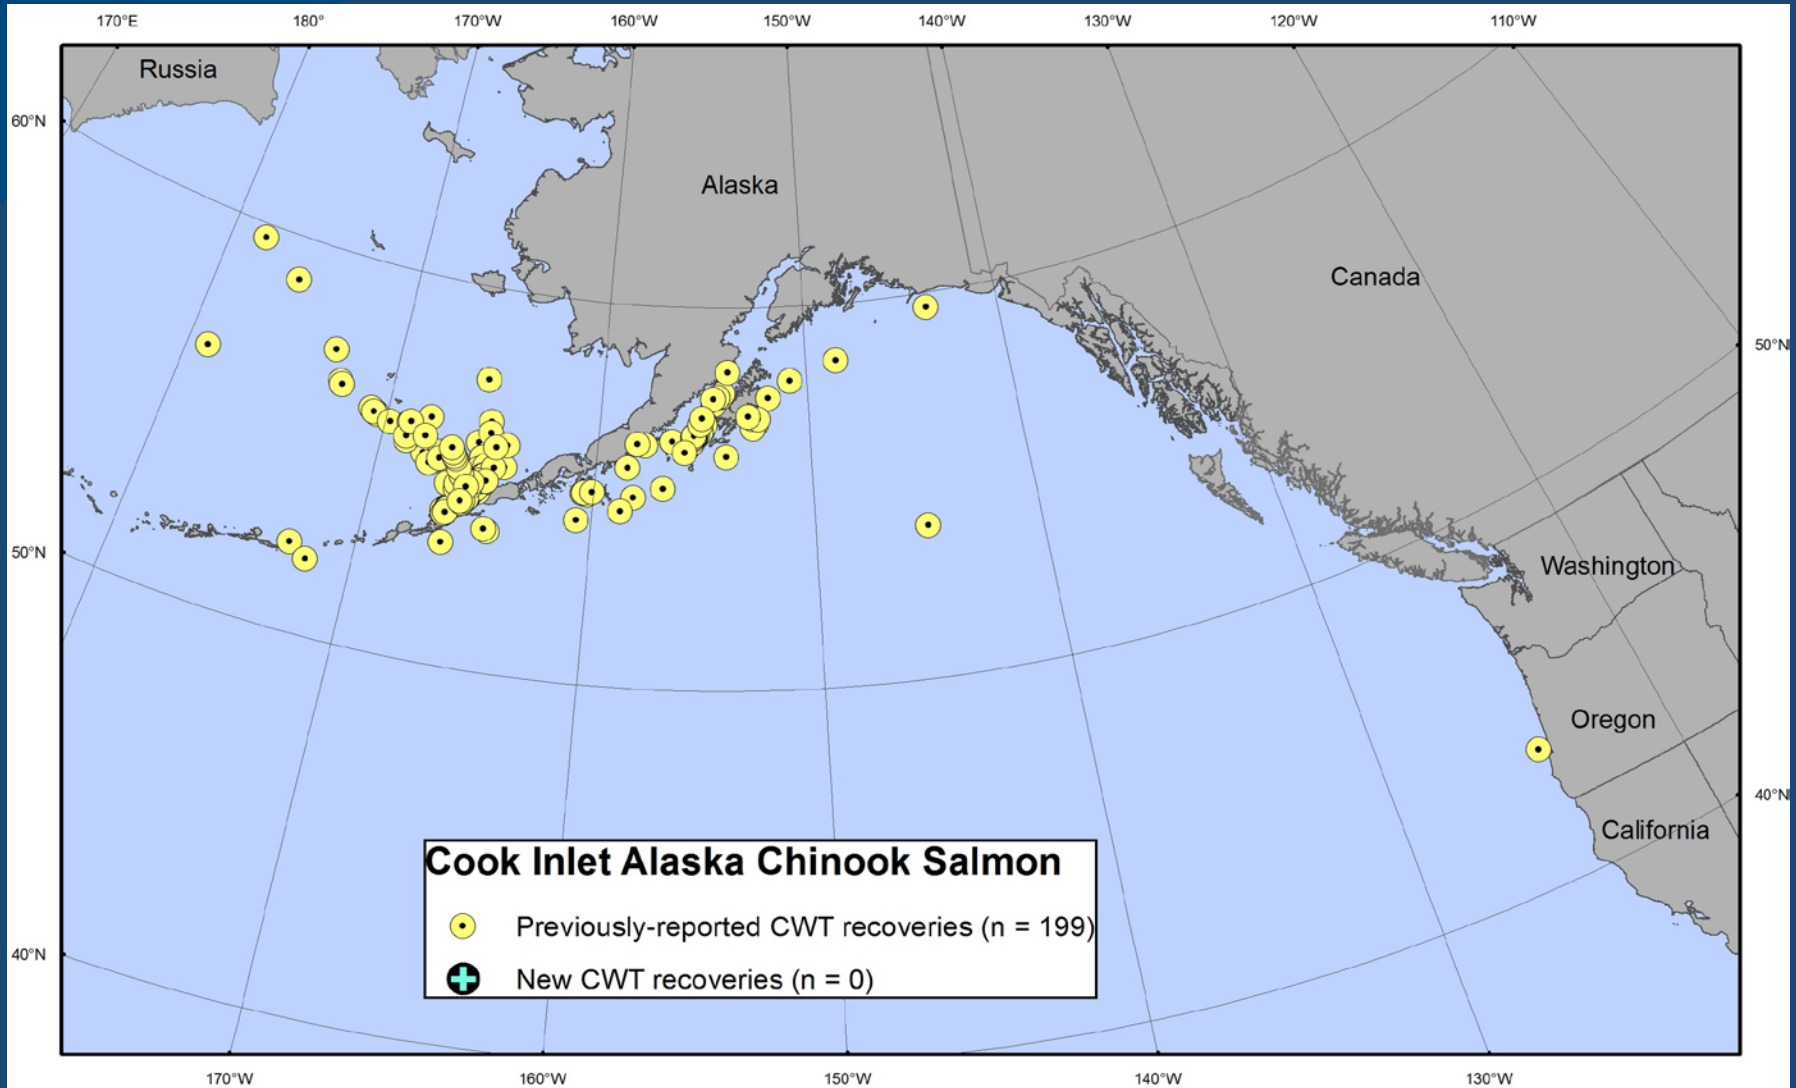 170°E 180° 170°W 160°W 150°W 140°W 130°W 120°W 110°W
Russia
60°N
Alaska
Canada
50°N
50°N
Washington
Oregon
40°N
California
Cook Inlet Alaska Chinook Salmon
Previously-reported CWT recoveries (n = 199)
40°N
New CWT recoveries (n = 0)
170°W 160°W 150°W 140°W 130°W